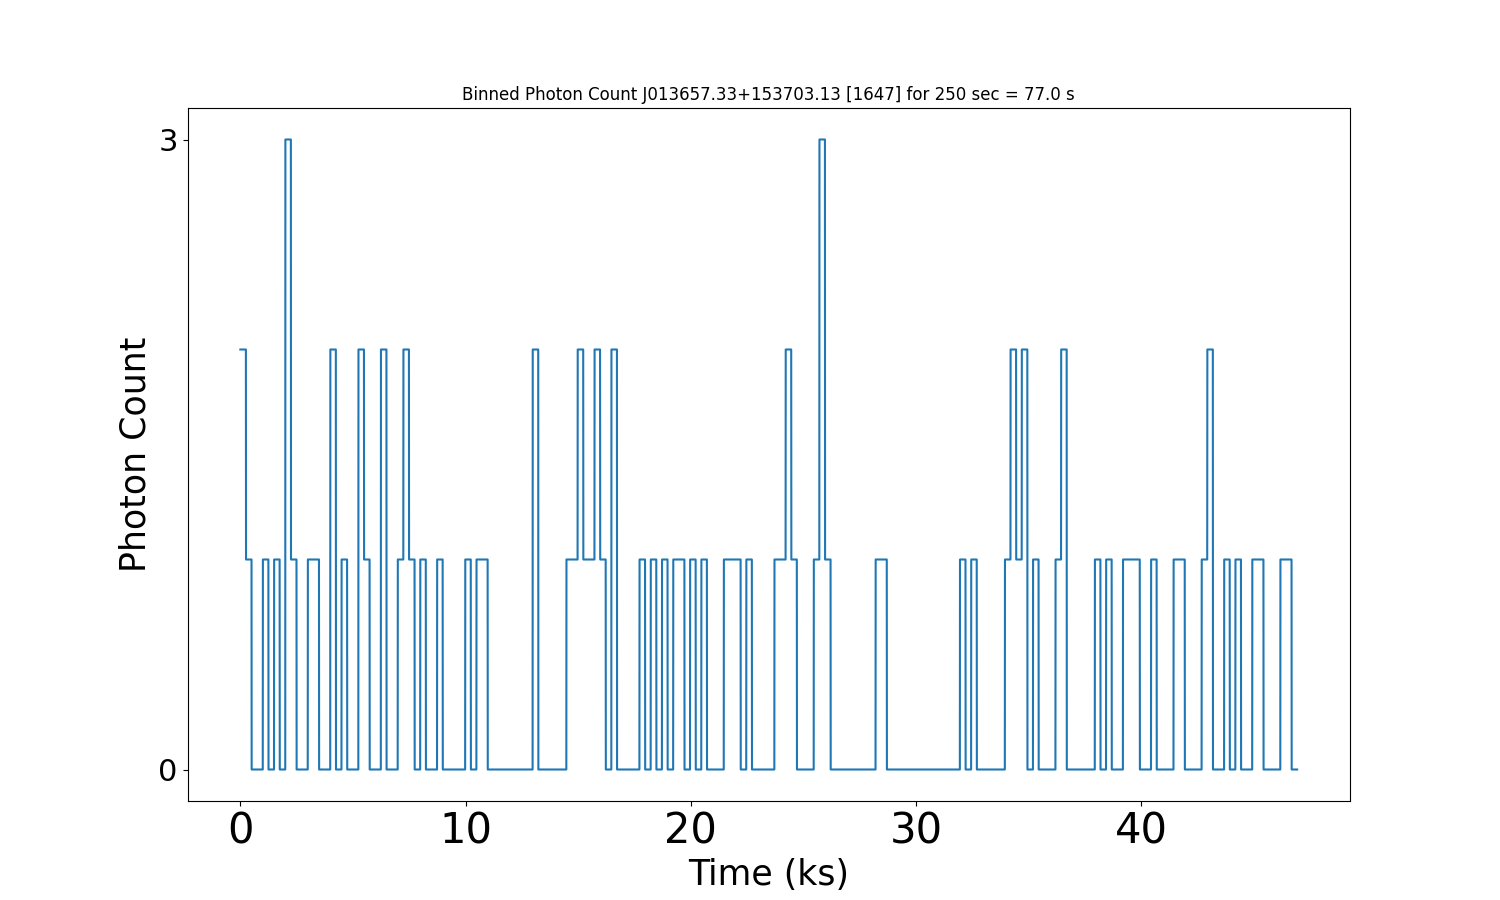 Binned Photon Count J013657.33+153703.13 [1647] for 250 sec = 77.0 s
3
Photon Count
0
0 10 20 30 40
Time (ks)